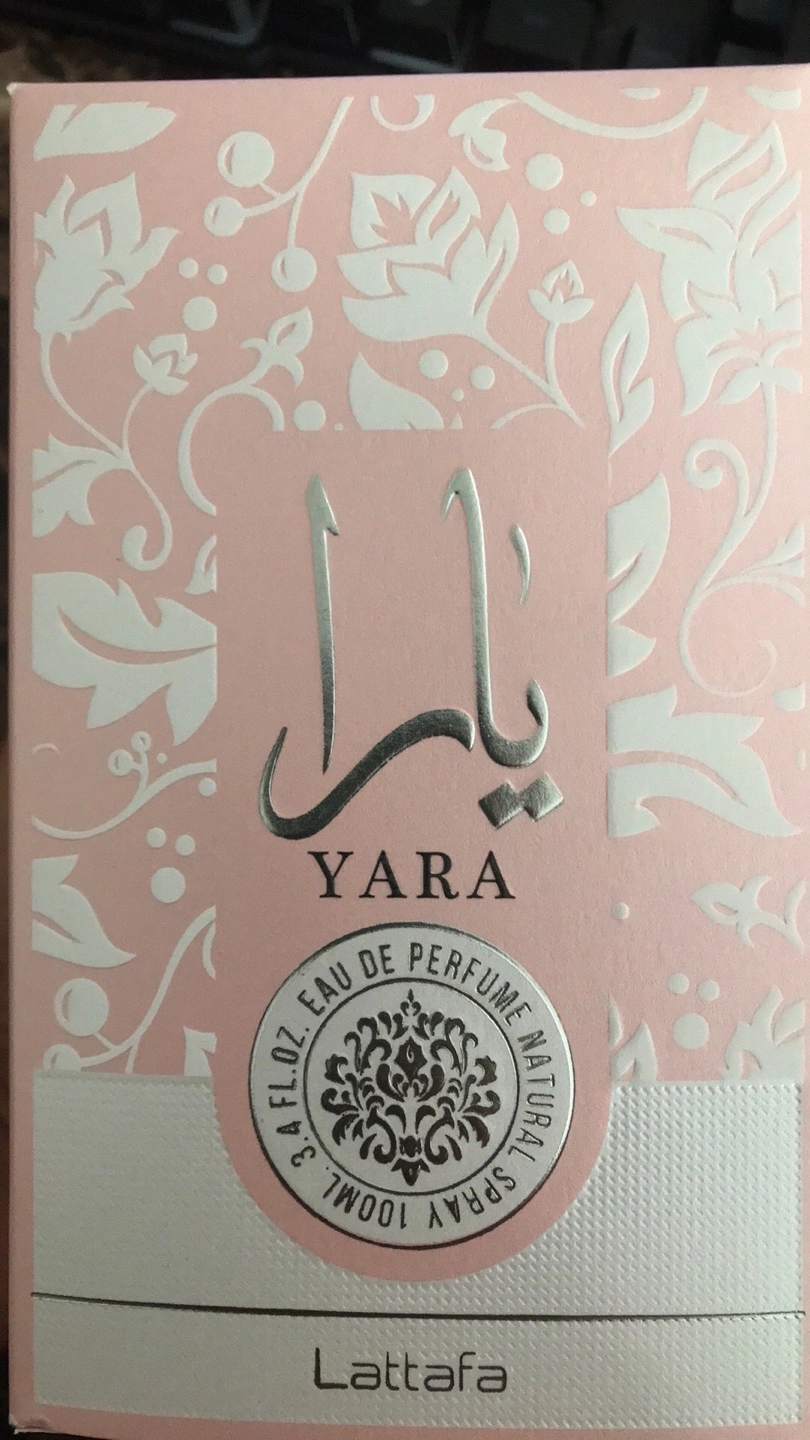 يارا
YARA
3.4 FL.OZ. EAU DE PERFUME NATURAL SPRAY 100ML.
Lattafa